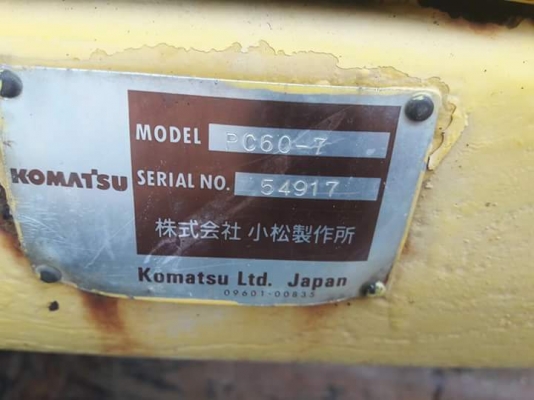 MODEL PC60-7
KOMATSU SERIAL NO. 54917
株式会社 小松製作所
Komatsu Ltd. Japan
09601-00835